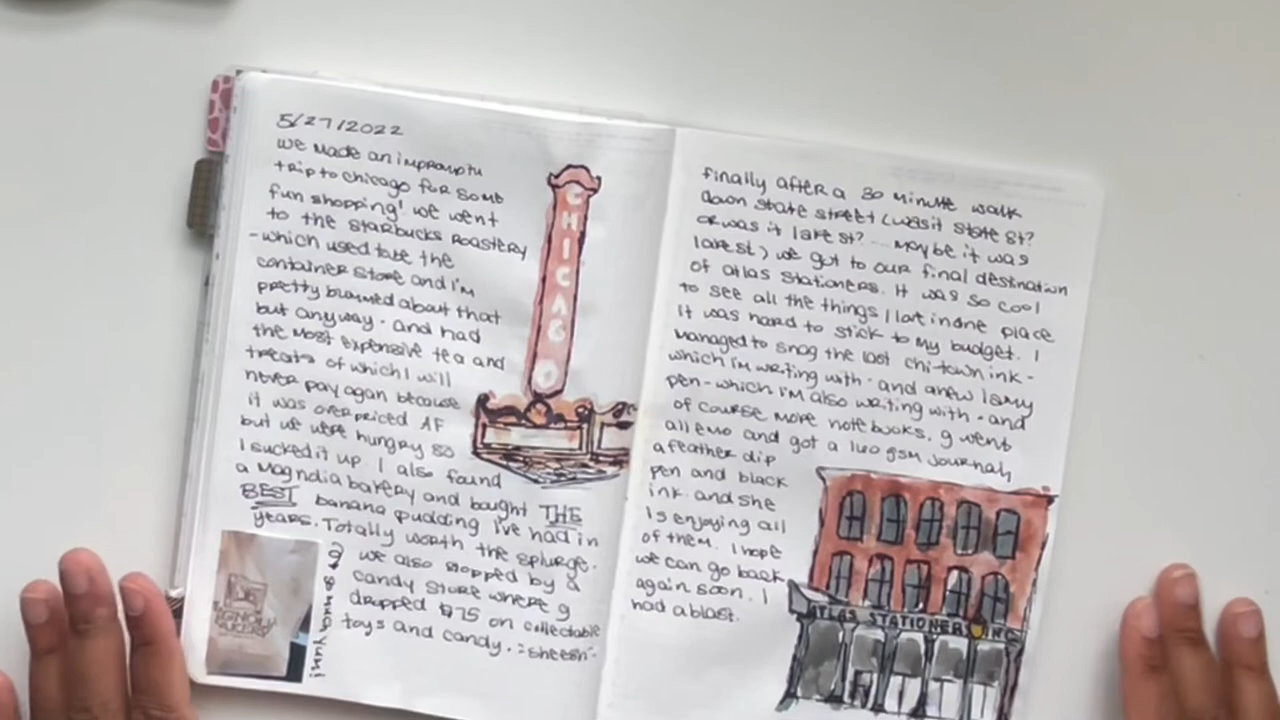 5/27/2022
we made an impromptu
trip to chicago for some
fun shopping! we went
to the starbucks roastery
- which used to be the
container store and i'm
pretty bummed about that
but anyway - and had
the most expensive tea and
treats of which I will
never pay again because
it was overpriced AF
but we were hungry so
I sucked it up. I also found
a Magnolia bakery and bought THE
BEST banana pudding I've had in
years. Totally worth the splurge.
we also stopped by a
candy store where g
dropped $75 on collectable
toys and candy. :sheesh:
yum!
MAGNOLIA
BAKERY
CHICAGO
finally after a 30 minute walk
down state street (was it state st?
or was it lake st? ... maybe it was
lake st) we got to our final destination
of atlas stationers. It was so cool
to see all the things I love in one place
it was hard to stick to my budget. I
managed to snag the last chi-town ink -
which i'm writing with - and a new lamy
pen - which i'm also writing with - and
of course more notebooks. g went
all emo and got a 160 gsm journal,
a feather dip
pen and black
ink. and she
is enjoying all
of them. I hope
we can go back
again soon. I
had a blast.
ATLAS STATIONERS INC